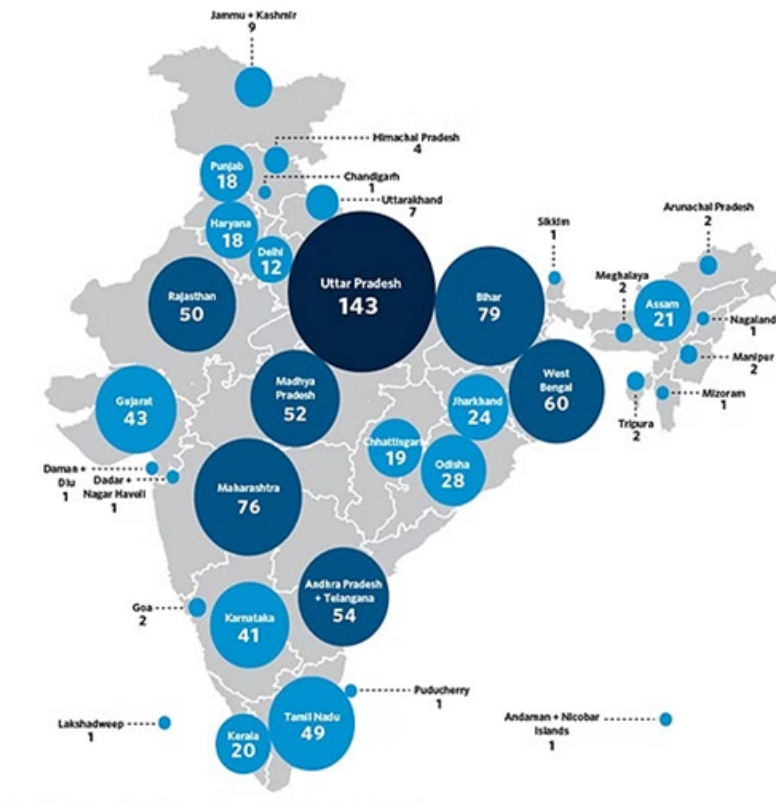 Jammu + Kashmir
9
Himachal Pradesh
4
Punjab
18
Chandigarh
1
Uttarakhand
7
Haryana
18
Delhi
12
Uttar Pradesh
143
Rajasthan
50
Bihar
79
Sikkim
1
Arunachal Pradesh
2
Meghalaya
2
Assam
21
Nagaland
1
Manipur
2
Mizoram
1
Tripura
2
West
Bengal
60
Madhya
Pradesh
52
Jharkhand
24
Gujarat
43
Chhattisgarh
19
Odisha
28
Daman +
Diu
1
Dadar +
Nagar Haveli
1
Maharashtra
76
Andhra Pradesh
+ Telangana
54
Goa
2
Karnataka
41
Puducherry
1
Lakshadweep
1
Kerala
20
Tamil Nadu
49
Andaman + Nicobar
Islands
1